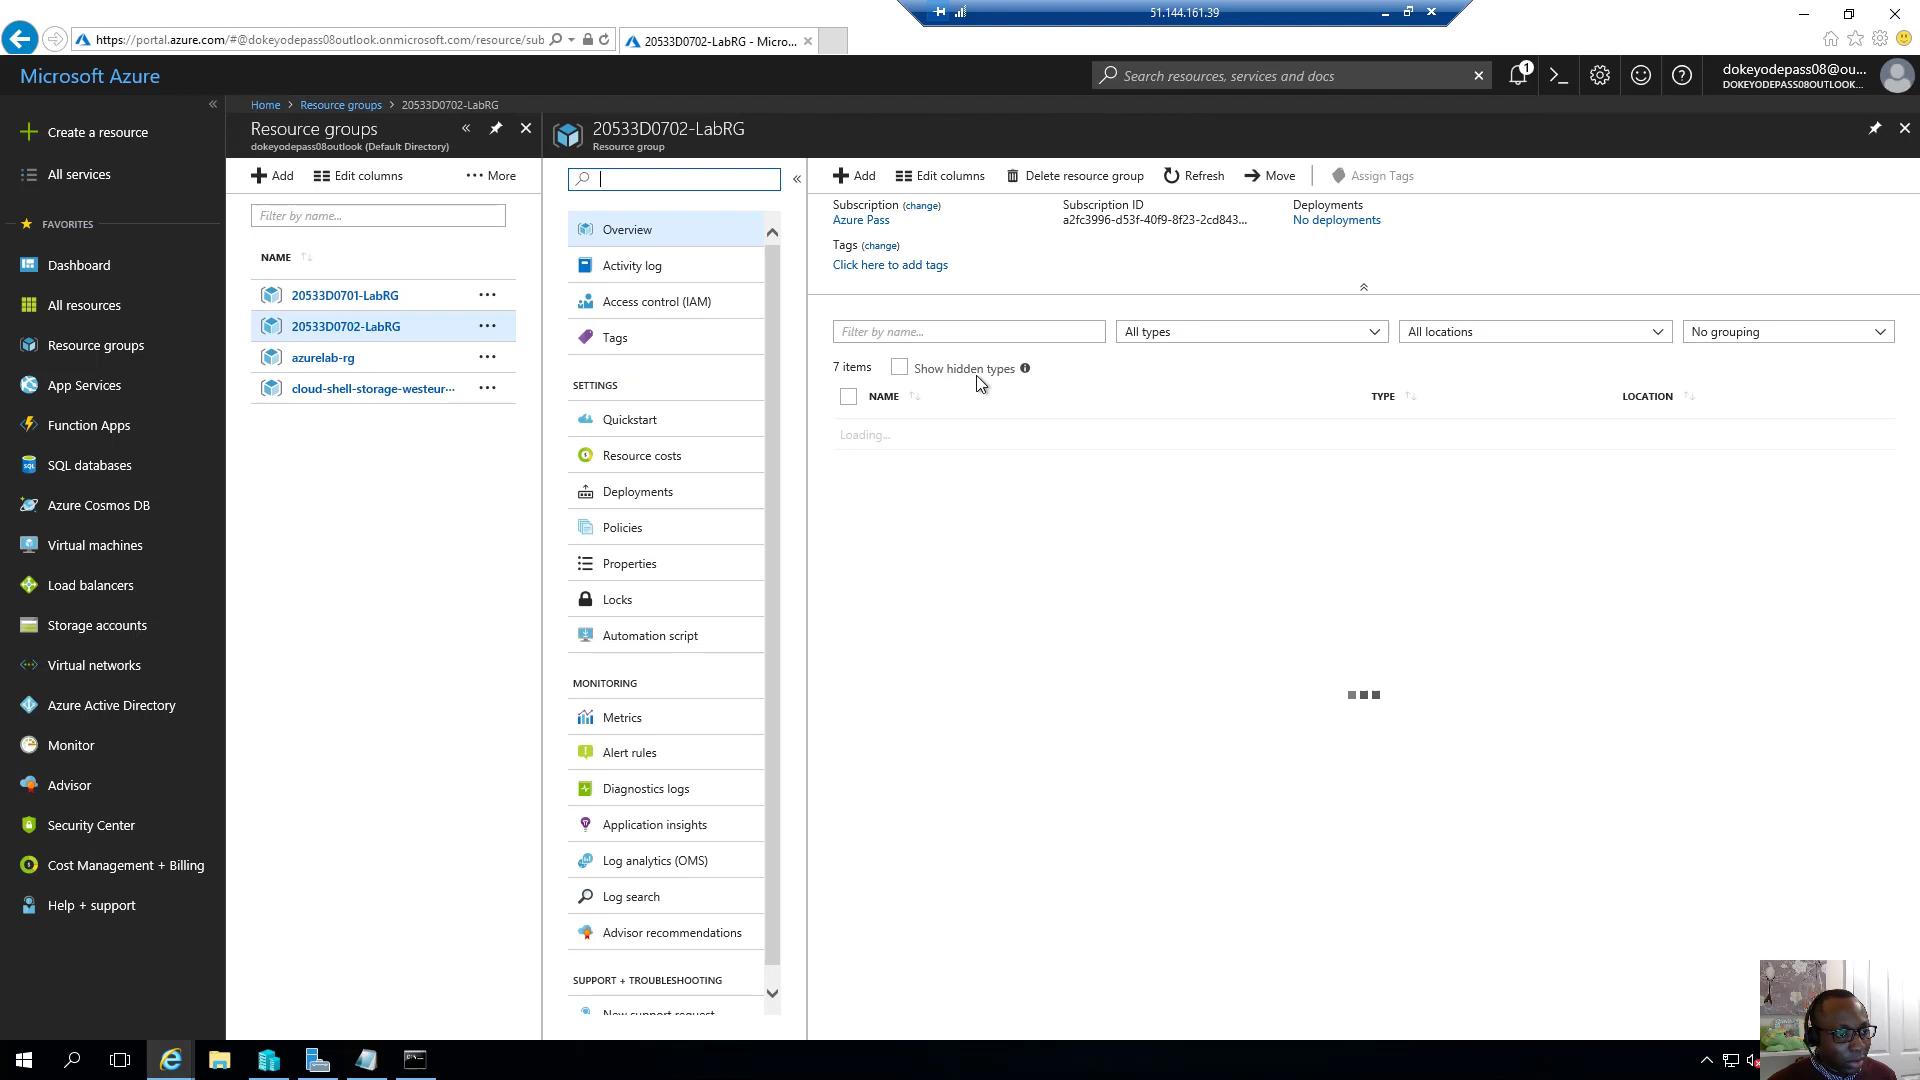 51.144.161.39
https://portal.azure.com/#@dokeyodepass08outlook.onmicrosoft.com/resource/sub
20533D0702-LabRG - Micro...
Microsoft Azure
Search resources, services and docs
1
dokeyodepass08@ou...
DOKEYODEPASS08OUTLOOK...
Home > Resource groups > 20533D0702-LabRG
Create a resource
All services
FAVORITES
Dashboard
All resources
Resource groups
App Services
Function Apps
SQL databases
Azure Cosmos DB
Virtual machines
Load balancers
Storage accounts
Virtual networks
Azure Active Directory
Monitor
Advisor
Security Center
Cost Management + Billing
Help + support
Resource groups
dokeyodepass08outlook (Default Directory)
Add
Edit columns
More
Filter by name...
NAME
20533D0701-LabRG
20533D0702-LabRG
azurelab-rg
cloud-shell-storage-westeur...
20533D0702-LabRG
Resource group
Overview
Activity log
Access control (IAM)
Tags
SETTINGS
Quickstart
Resource costs
Deployments
Policies
Properties
Locks
Automation script
MONITORING
Metrics
Alert rules
Diagnostics logs
Application insights
Log analytics (OMS)
Log search
Advisor recommendations
SUPPORT + TROUBLESHOOTING
New support request
Add
Edit columns
Delete resource group
Refresh
Move
Assign Tags
Subscription (change)
Azure Pass
Subscription ID
a2fc3996-d53f-40f9-8f23-2cd843...
Deployments
No deployments
Tags (change)
Click here to add tags
Filter by name...
All types
All locations
No grouping
7 items
Show hidden types
NAME
TYPE
LOCATION
Loading...